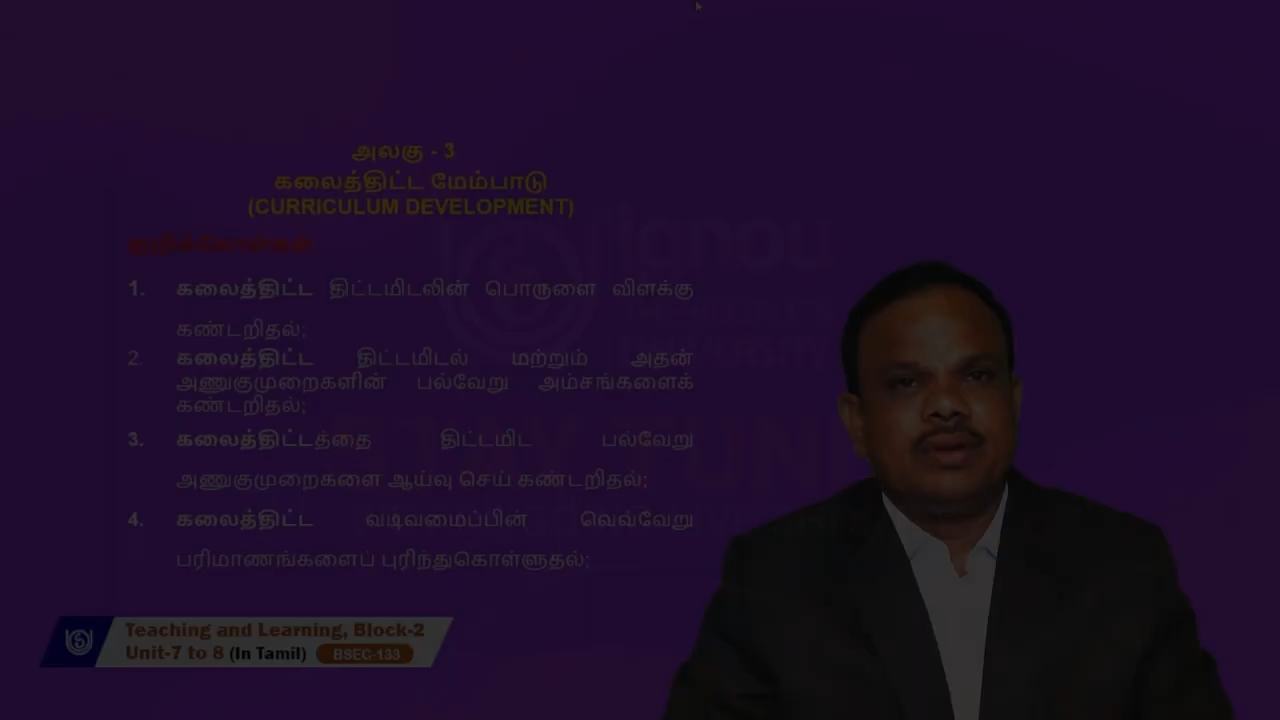 அலகு - 3
கலைத்திட்ட மேம்பாடு
(CURRICULUM DEVELOPMENT)
குறிக்கோள்கள்
1. கலைத்திட்ட திட்டமிடலின் பொருளை விளக்கு
கண்டறிதல்;
2. கலைத்திட்ட திட்டமிடல் மற்றும் அதன்
அணுகுமுறைகளின் பல்வேறு அம்சங்களைக்
கண்டறிதல்;
3. கலைத்திட்டத்தை திட்டமிட பல்வேறு
அணுகுமுறைகளை ஆய்வு செய் கண்டறிதல்;
4. கலைத்திட்ட வடிவமைப்பின் வெவ்வேறு
பரிமாணங்களைப் புரிந்துகொள்ளுதல்;
ignou
Teaching and Learning, Block-2
Unit-7 to 8 (In Tamil) BSEC-133